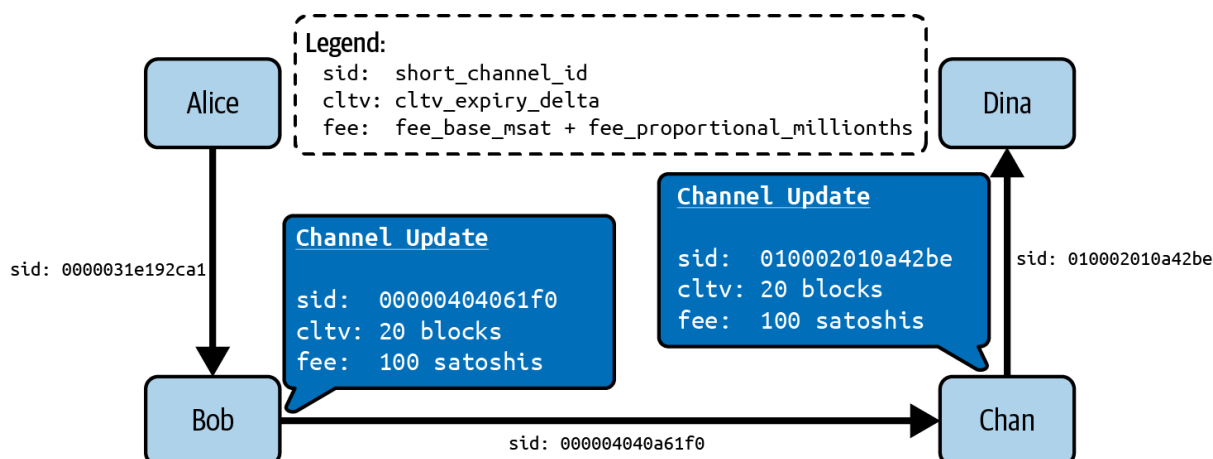 Legend:
sid: short_channel_id
cltv: cltv_expiry_delta
fee: fee_base_msat + fee_proportional_millionths
Alice
Dina
Channel Update
sid: 010002010a42be
cltv: 20 blocks
fee: 100 satoshis
Channel Update
sid: 00000404061f0
cltv: 20 blocks
fee: 100 satoshis
sid: 0000031e192ca1
sid: 010002010a42be
Bob
Chan
sid: 000004040a61f0